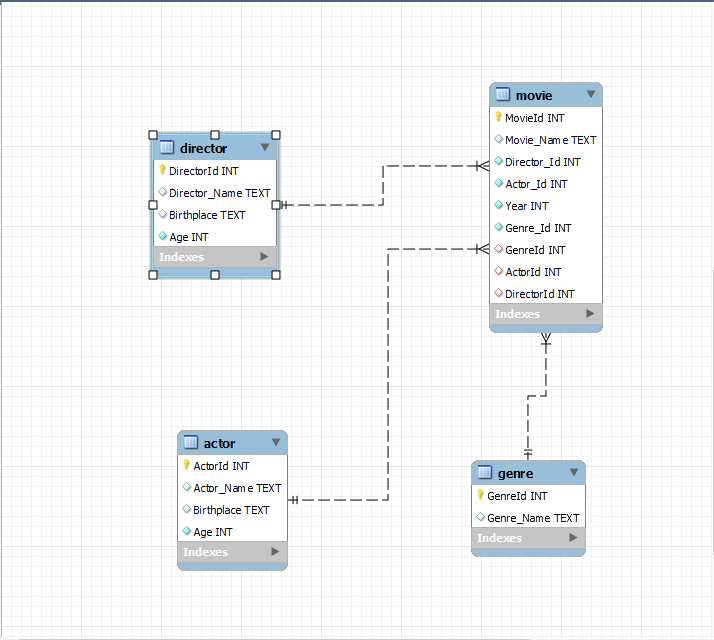 director
DirectorId INT
Director_Name TEXT
Birthplace TEXT
Age INT
Indexes
movie
MovieId INT
Movie_Name TEXT
Director_Id INT
Actor_Id INT
Year INT
Genre_Id INT
GenreId INT
ActorId INT
DirectorId INT
Indexes
actor
ActorId INT
Actor_Name TEXT
Birthplace TEXT
Age INT
Indexes
genre
GenreId INT
Genre_Name TEXT
Indexes